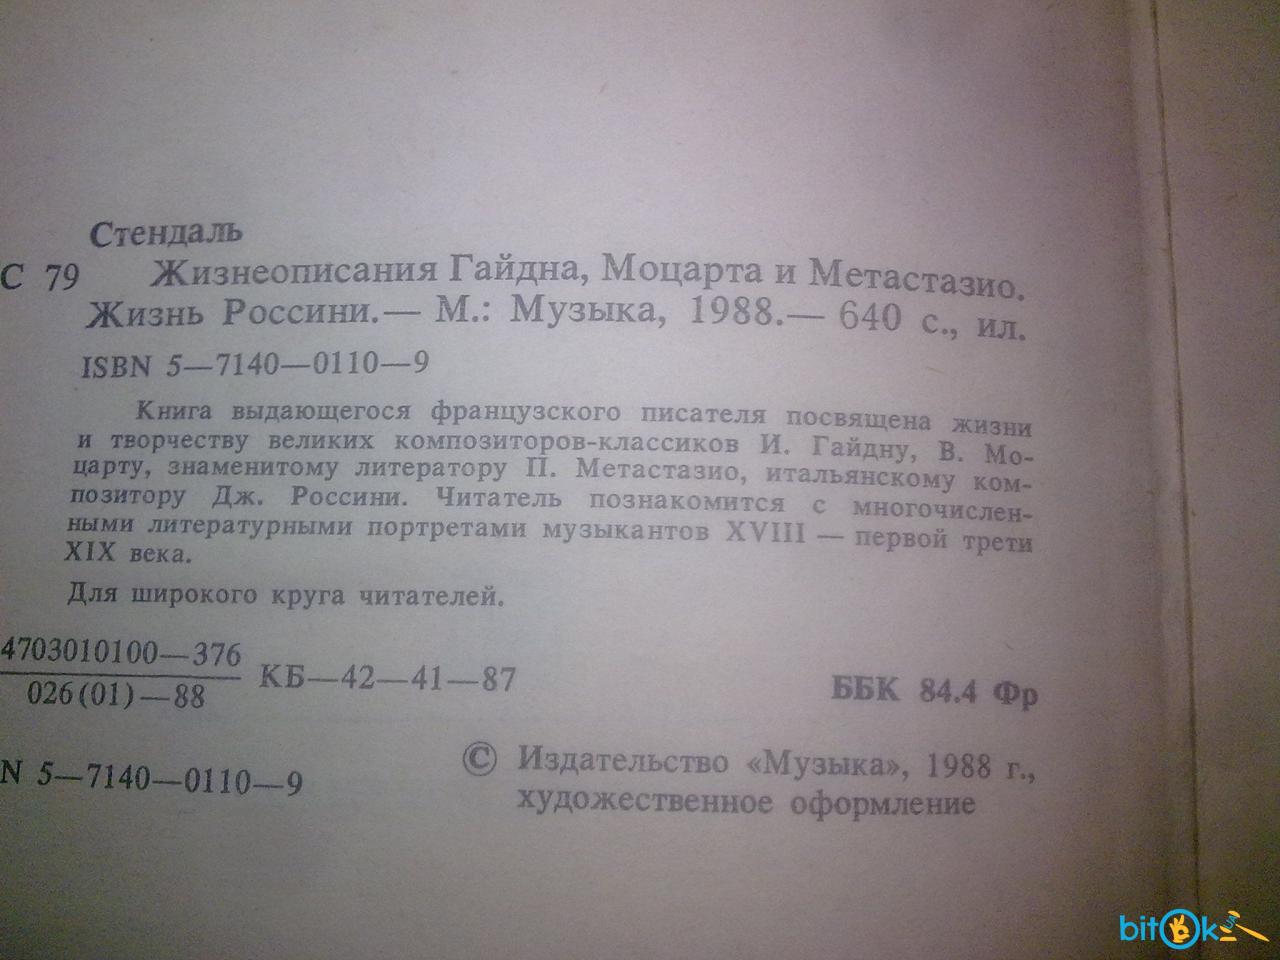 Стендаль
С 79 Жизнеописания Гайдна, Моцарта и Метастазио.
Жизнь Россини.— М.: Музыка, 1988.— 640 с., ил.
ISBN 5—7140—0110—9
Книга выдающегося французского писателя посвящена жизни
и творчеству великих композиторов-классиков И. Гайдну, В. Мо-
царту, знаменитому литератору П. Метастазио, итальянскому ком-
позитору Дж. Россини. Читатель познакомится с многочислен-
ными литературными портретами музыкантов XVIII — первой трети
XIX века.
Для широкого круга читателей.
4703010100—376
026(01)—88
КБ—42—41—87
ББК 84.4 Фр
N 5—7140—0110—9
© Издательство «Музыка», 1988 г.,
художественное оформление
bitOk